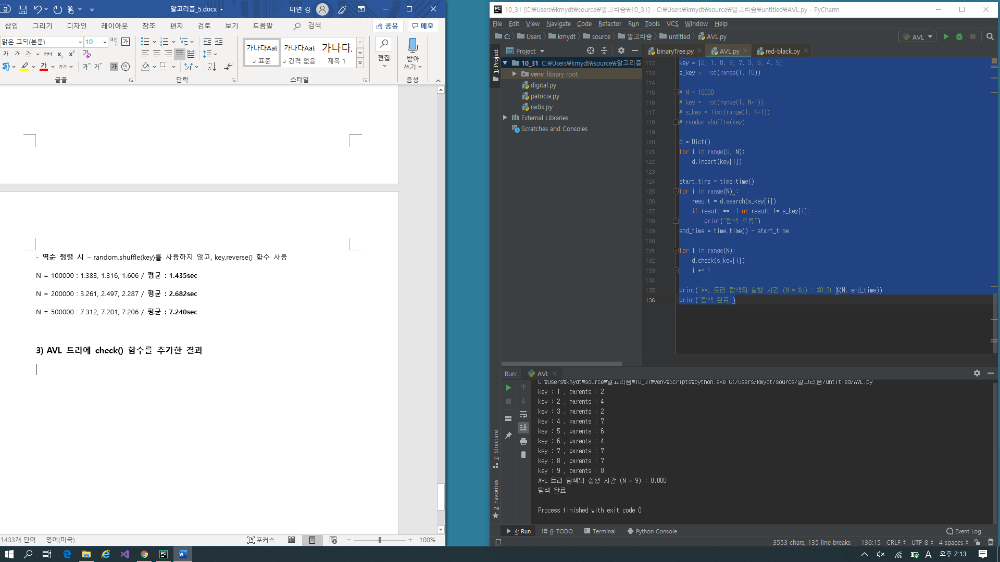 알고리즘_5.docx
미연 김
삽입 그리기 디자인 레이아웃 참조 편지 검토 보기 도움말 검색 공유 메모
맑은 고딕(본문) 10
가나다AaE 가나다AaE 가나다,
표준 간격 없음 제목 1
편집 받아쓰기
글꼴 단락 스타일 음성
- 역순 정렬 시 – random.shuffle(key)를 사용하지 않고, key.reverse() 함수 사용
N = 100000 : 1.383, 1.316, 1.606 / 평균 : 1.435sec
N = 200000 : 3.261, 2.497, 2.287 / 평균 : 2.682sec
N = 500000 : 7.312, 7.201, 7.206 / 평균 : 7.240sec
3) AVL 트리에 check() 함수를 추가한 결과
1433개 단어 영어(미국) 포커스 100%
10_31 [C:₩Users₩kmydt₩source₩알고리즘₩10_31] - C:₩Users₩kmydt₩source₩알고리즘₩untitled₩AVL.py - PyCharm
File Edit View Navigate Code Refactor Run Tools VCS Window Help
C: Users kmydt source 알고리즘 untitled AVL.py AVL
1: Project
Project
binaryTree.py AVL.py red-black.py
10_31 C:₩Users₩kmydt₩source₩알고리즘
venv library root
digital.py
patricia.py
radix.py
External Libraries
Scratches and Consoles
112 key = [2, 1, 8, 9, 7, 3, 6, 4, 5]
113 s_key = list(range(1, 10))
114
115 # N = 10000
116 # key = list(range(1, N+1))
117 # s_key = list(range(1, N+1))
118 # random.shuffle(key)
119
120 d = Dict()
121 for i in range(0, N):
122 d.insert(key[i])
123
124 start_time = time.time()
125 for i in range(N) :
126 result = d.search(s_key[i])
127 if result == -1 or result != s_key[i]:
128 print("탐색 오류")
129 end_time = time.time() - start_time
130
131 for i in range(N):
132 d.check(s_key[i])
133 i += 1
134
135 print('AVL 트리 탐색의 실행 시간 (N = %d) : %0.3f'%(N, end_time))
136 print('탐색 완료')
Run: AVL
C:₩Users₩kmydt₩source₩알고리즘₩10_31₩venv₩Scripts₩python.exe C:/Users/kmydt/source/알고리즘/untitled/AVL.py
key : 1 , parents : 2
key : 2 , parents : 4
key : 3 , parents : 2
key : 4 , parents : 7
key : 5 , parents : 6
key : 6 , parents : 4
key : 7 , parents : 7
key : 8 , parents : 7
key : 9 , parents : 8
AVL 트리 탐색의 실행 시간 (N = 9) : 0.000
탐색 완료
Process finished with exit code 0
7: Structure
2: Favorites
4: Run 6: TODO Terminal Python Console Event Log
3553 chars, 135 line breaks 136:15 CRLF UTF-8 4 spaces
A 오후 2:13